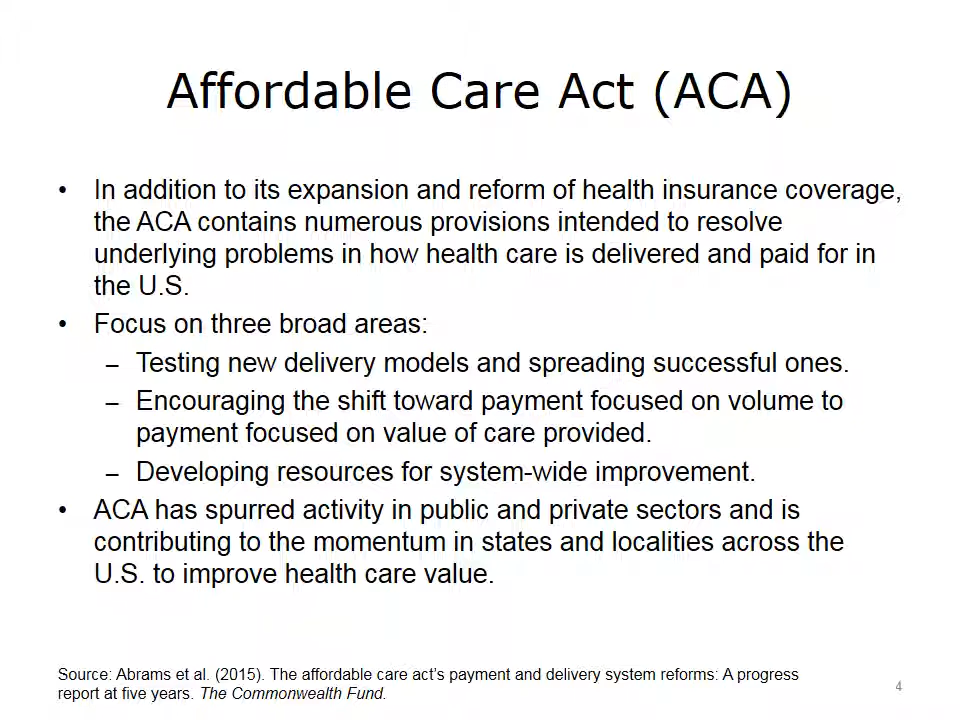 Affordable Care Act (ACA)
• In addition to its expansion and reform of health insurance coverage,
the ACA contains numerous provisions intended to resolve
underlying problems in how health care is delivered and paid for in
the U.S.
• Focus on three broad areas:
– Testing new delivery models and spreading successful ones.
– Encouraging the shift toward payment focused on volume to
payment focused on value of care provided.
– Developing resources for system-wide improvement.
• ACA has spurred activity in public and private sectors and is
contributing to the momentum in states and localities across the
U.S. to improve health care value.
Source: Abrams et al. (2015). The affordable care act’s payment and delivery system reforms: A progress
report at five years. The Commonwealth Fund.
4